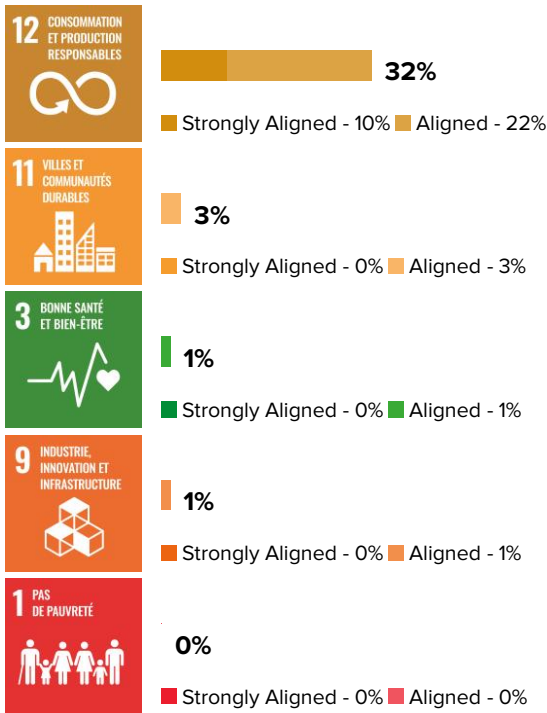 12 CONSOMMATION
ET PRODUCTION
RESPONSABLES
32%
Strongly Aligned - 10% Aligned - 22%
11 VILLES ET
COMMUNAUTÉS
DURABLES
3%
Strongly Aligned - 0% Aligned - 3%
3 BONNE SANTÉ
ET BIEN-ÊTRE
1%
Strongly Aligned - 0% Aligned - 1%
9 INDUSTRIE,
INNOVATION ET
INFRASTRUCTURE
1%
Strongly Aligned - 0% Aligned - 1%
1 PAS
DE PAUVRETÉ
0%
Strongly Aligned - 0% Aligned - 0%